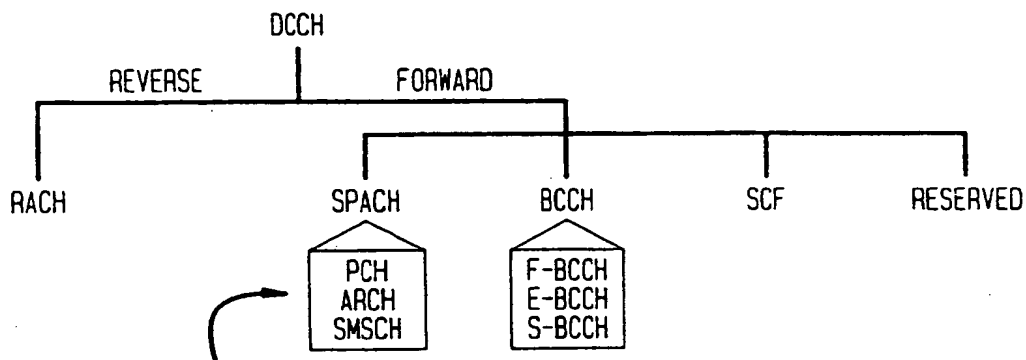 DCCH
REVERSE FORWARD
RACH SPACH BCCH SCF RESERVED
PCH F-BCCH
ARCH E-BCCH
SMSCH S-BCCH